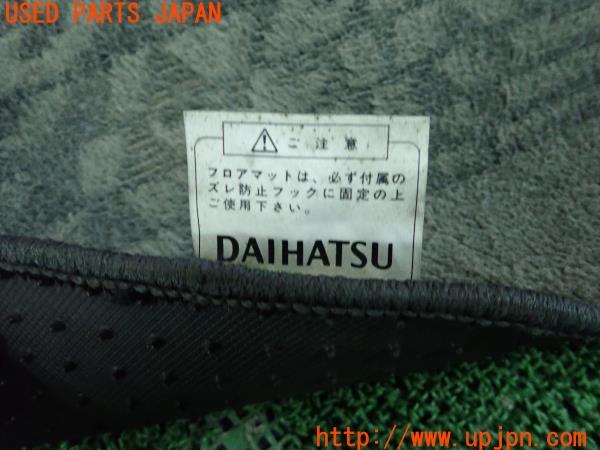 USED PARTS JAPAN
ご注意
フロアマットは、必ず付属の
ズレ防止フックに固定の上
ご使用下さい。
DAIHATSU
http://www.upjpn.com/